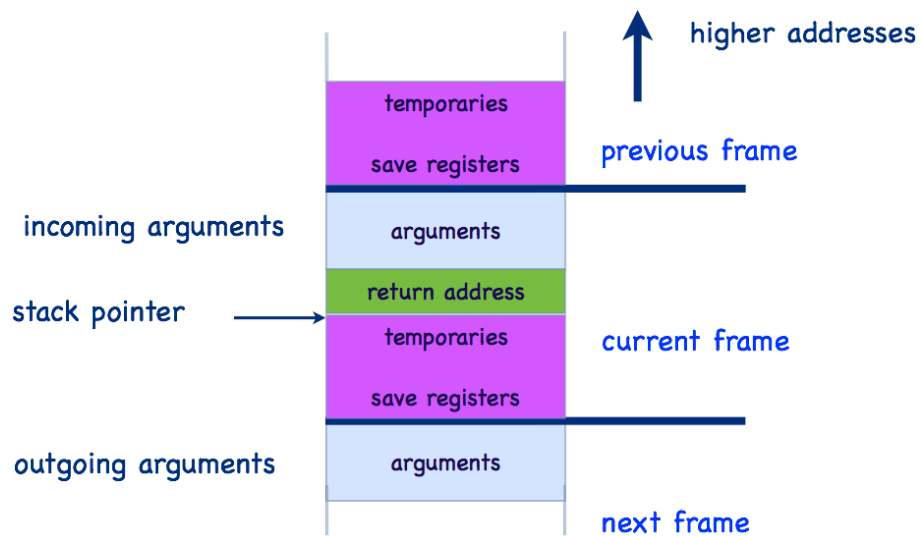 higher addresses
temporaries
save registers
previous frame
incoming arguments
arguments
return address
stack pointer
temporaries
current frame
save registers
outgoing arguments
arguments
next frame